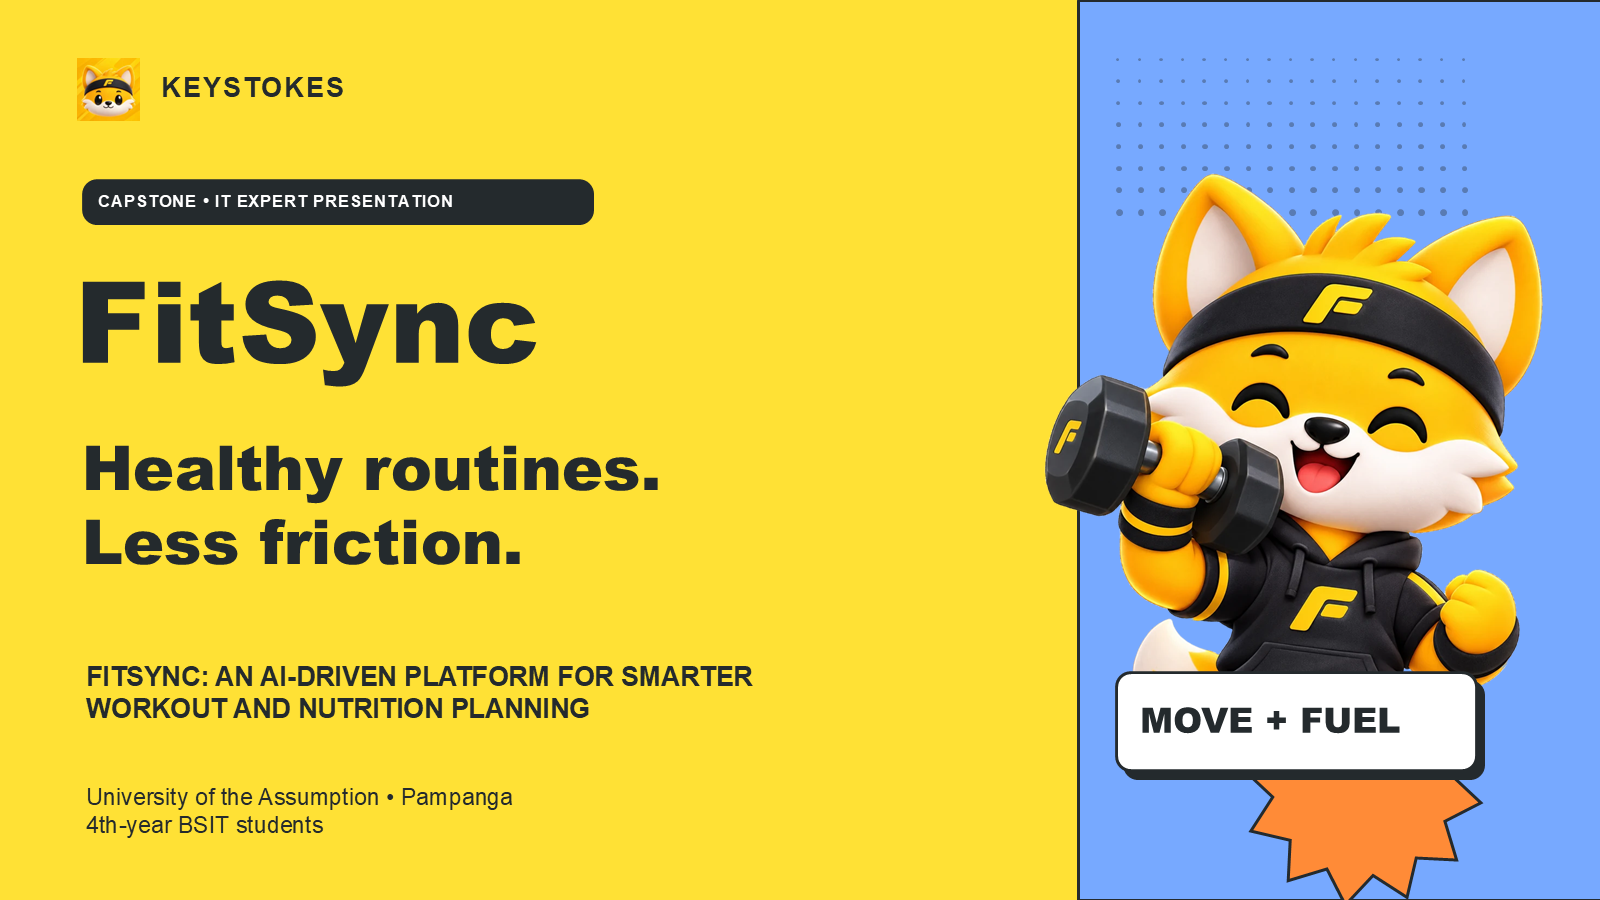 KEYSTOKES
CAPSTONE • IT EXPERT PRESENTATION
FitSync
Healthy routines.
Less friction.
FITSYNC: AN AI-DRIVEN PLATFORM FOR SMARTER
WORKOUT AND NUTRITION PLANNING
University of the Assumption • Pampanga
4th-year BSIT students
F
F
F
MOVE + FUEL